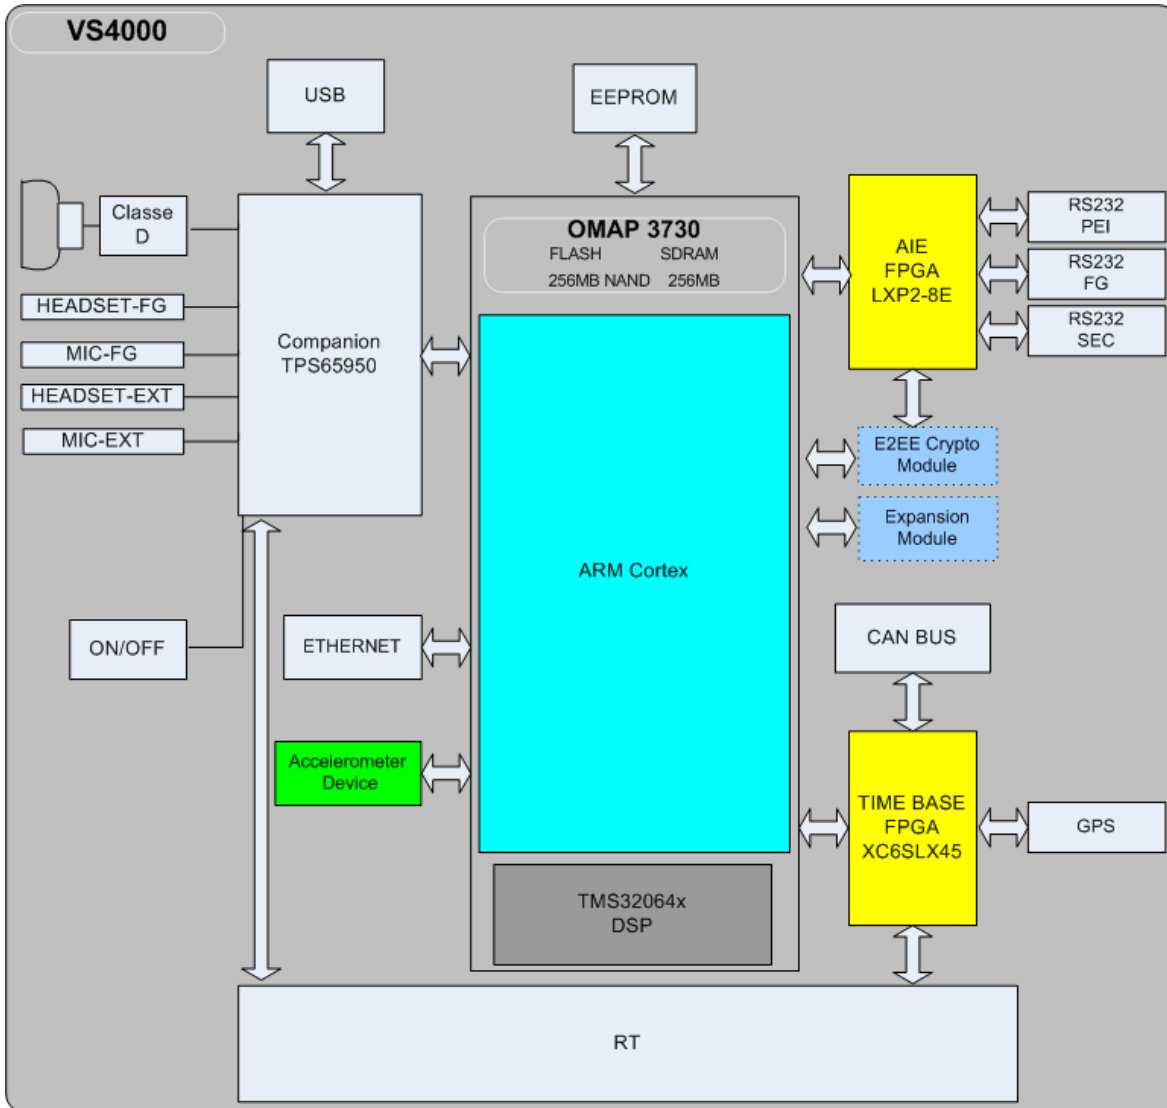 VS4000
USB
EEPROM
Classe
D
HEADSET-FG
MIC-FG
HEADSET-EXT
MIC-EXT
Companion
TPS65950
OMAP 3730
FLASH SDRAM
256MB NAND 256MB
ARM Cortex
TMS32064x
DSP
AIE
FPGA
LXP2-8E
RS232
PEI
RS232
FG
RS232
SEC
E2EE Crypto
Module
Expansion
Module
ON/OFF
ETHERNET
Accelerometer
Device
CAN BUS
TIME BASE
FPGA
XC6SLX45
GPS
RT